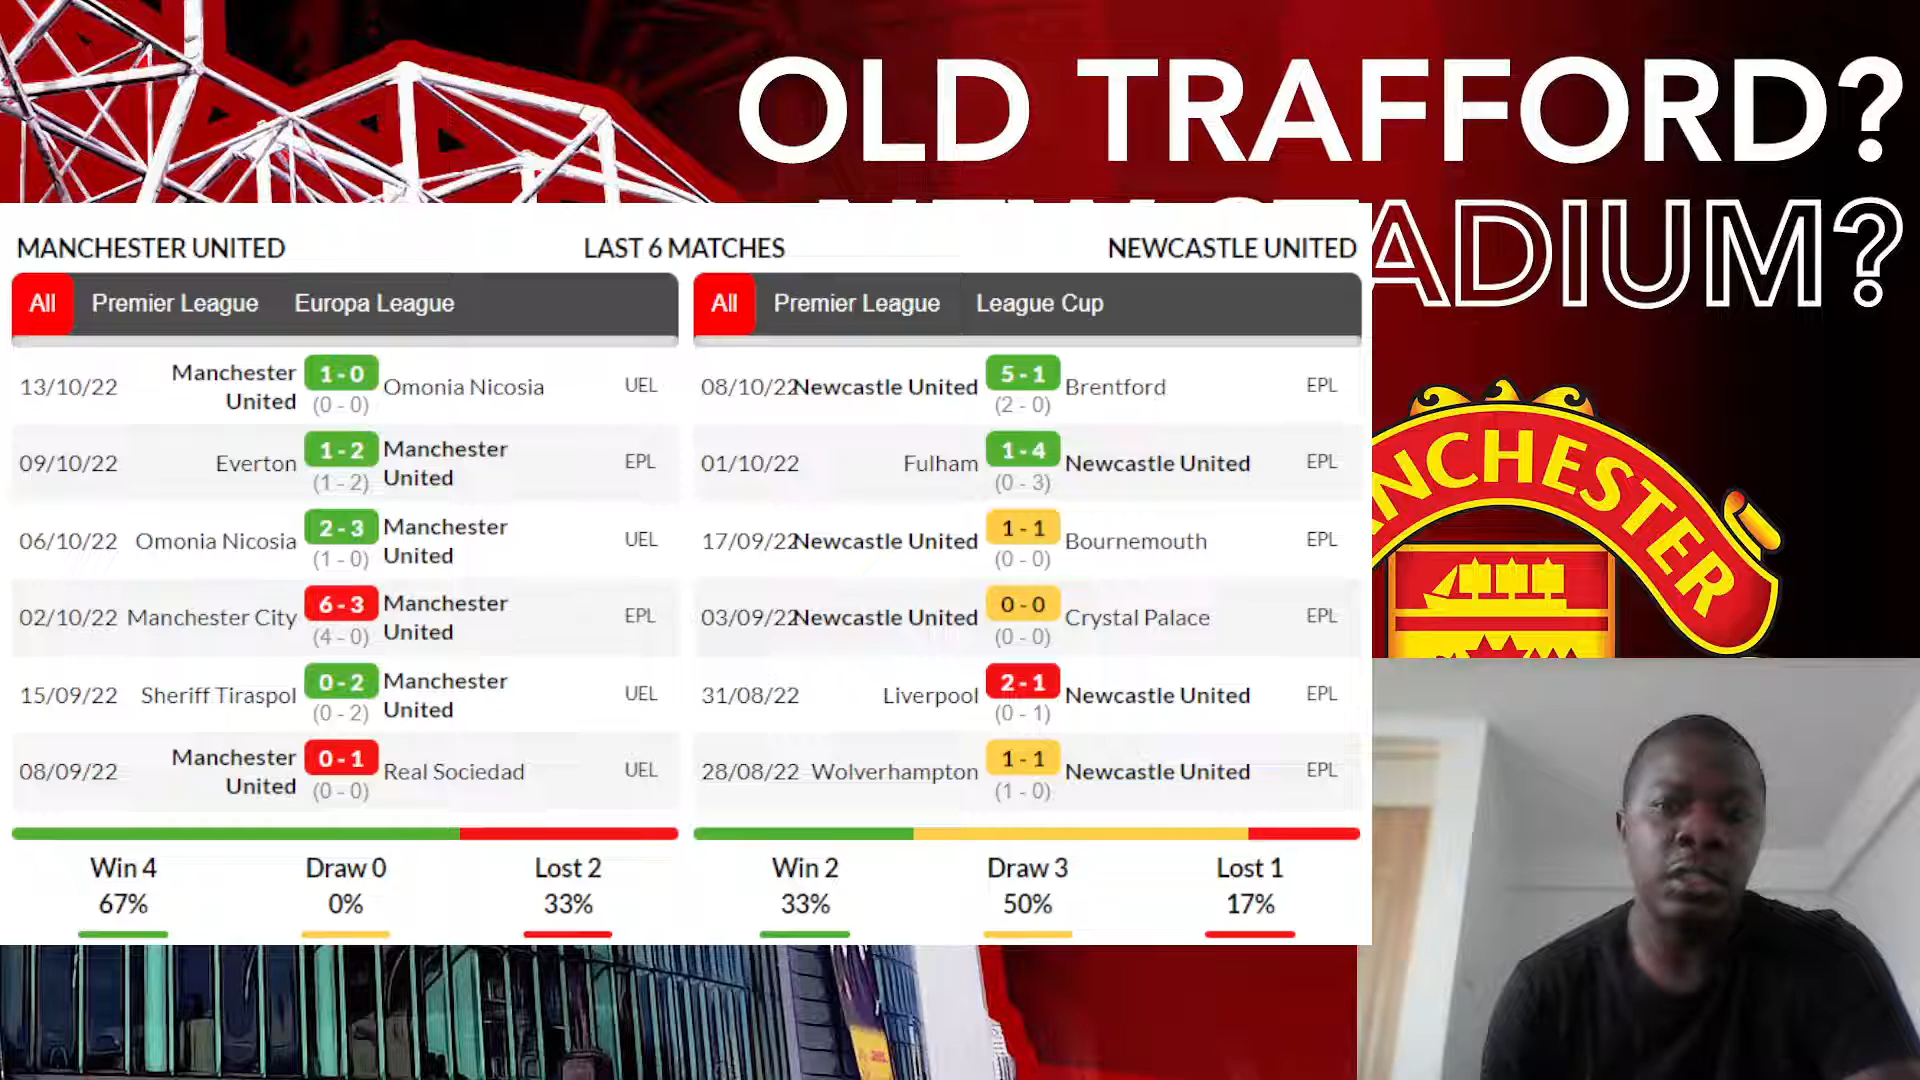 OLD TRAFFORD?
STADIUM?
MANCHESTER UNITED LAST 6 MATCHES NEWCASTLE UNITED
All Premier League Europa League
13/10/22 Manchester United 1 - 0 (0 - 0) Omonia Nicosia UEL
09/10/22 Everton 1 - 2 (1 - 2) Manchester United EPL
06/10/22 Omonia Nicosia 2 - 3 (1 - 0) Manchester United UEL
02/10/22 Manchester City 6 - 3 (4 - 0) Manchester United EPL
15/09/22 Sheriff Tiraspol 0 - 2 (0 - 2) Manchester United UEL
08/09/22 Manchester United 0 - 1 (0 - 0) Real Sociedad UEL
Win 4 Draw 0 Lost 2
67% 0% 33%
All Premier League League Cup
08/10/22 Newcastle United 5 - 1 (2 - 0) Brentford EPL
01/10/22 Fulham 1 - 4 (0 - 3) Newcastle United EPL
17/09/22 Newcastle United 1 - 1 (0 - 0) Bournemouth EPL
03/09/22 Newcastle United 0 - 0 (0 - 0) Crystal Palace EPL
31/08/22 Liverpool 2 - 1 (0 - 1) Newcastle United EPL
28/08/22 Wolverhampton 1 - 1 (1 - 0) Newcastle United EPL
Win 2 Draw 3 Lost 1
33% 50% 17%
MANCHESTER